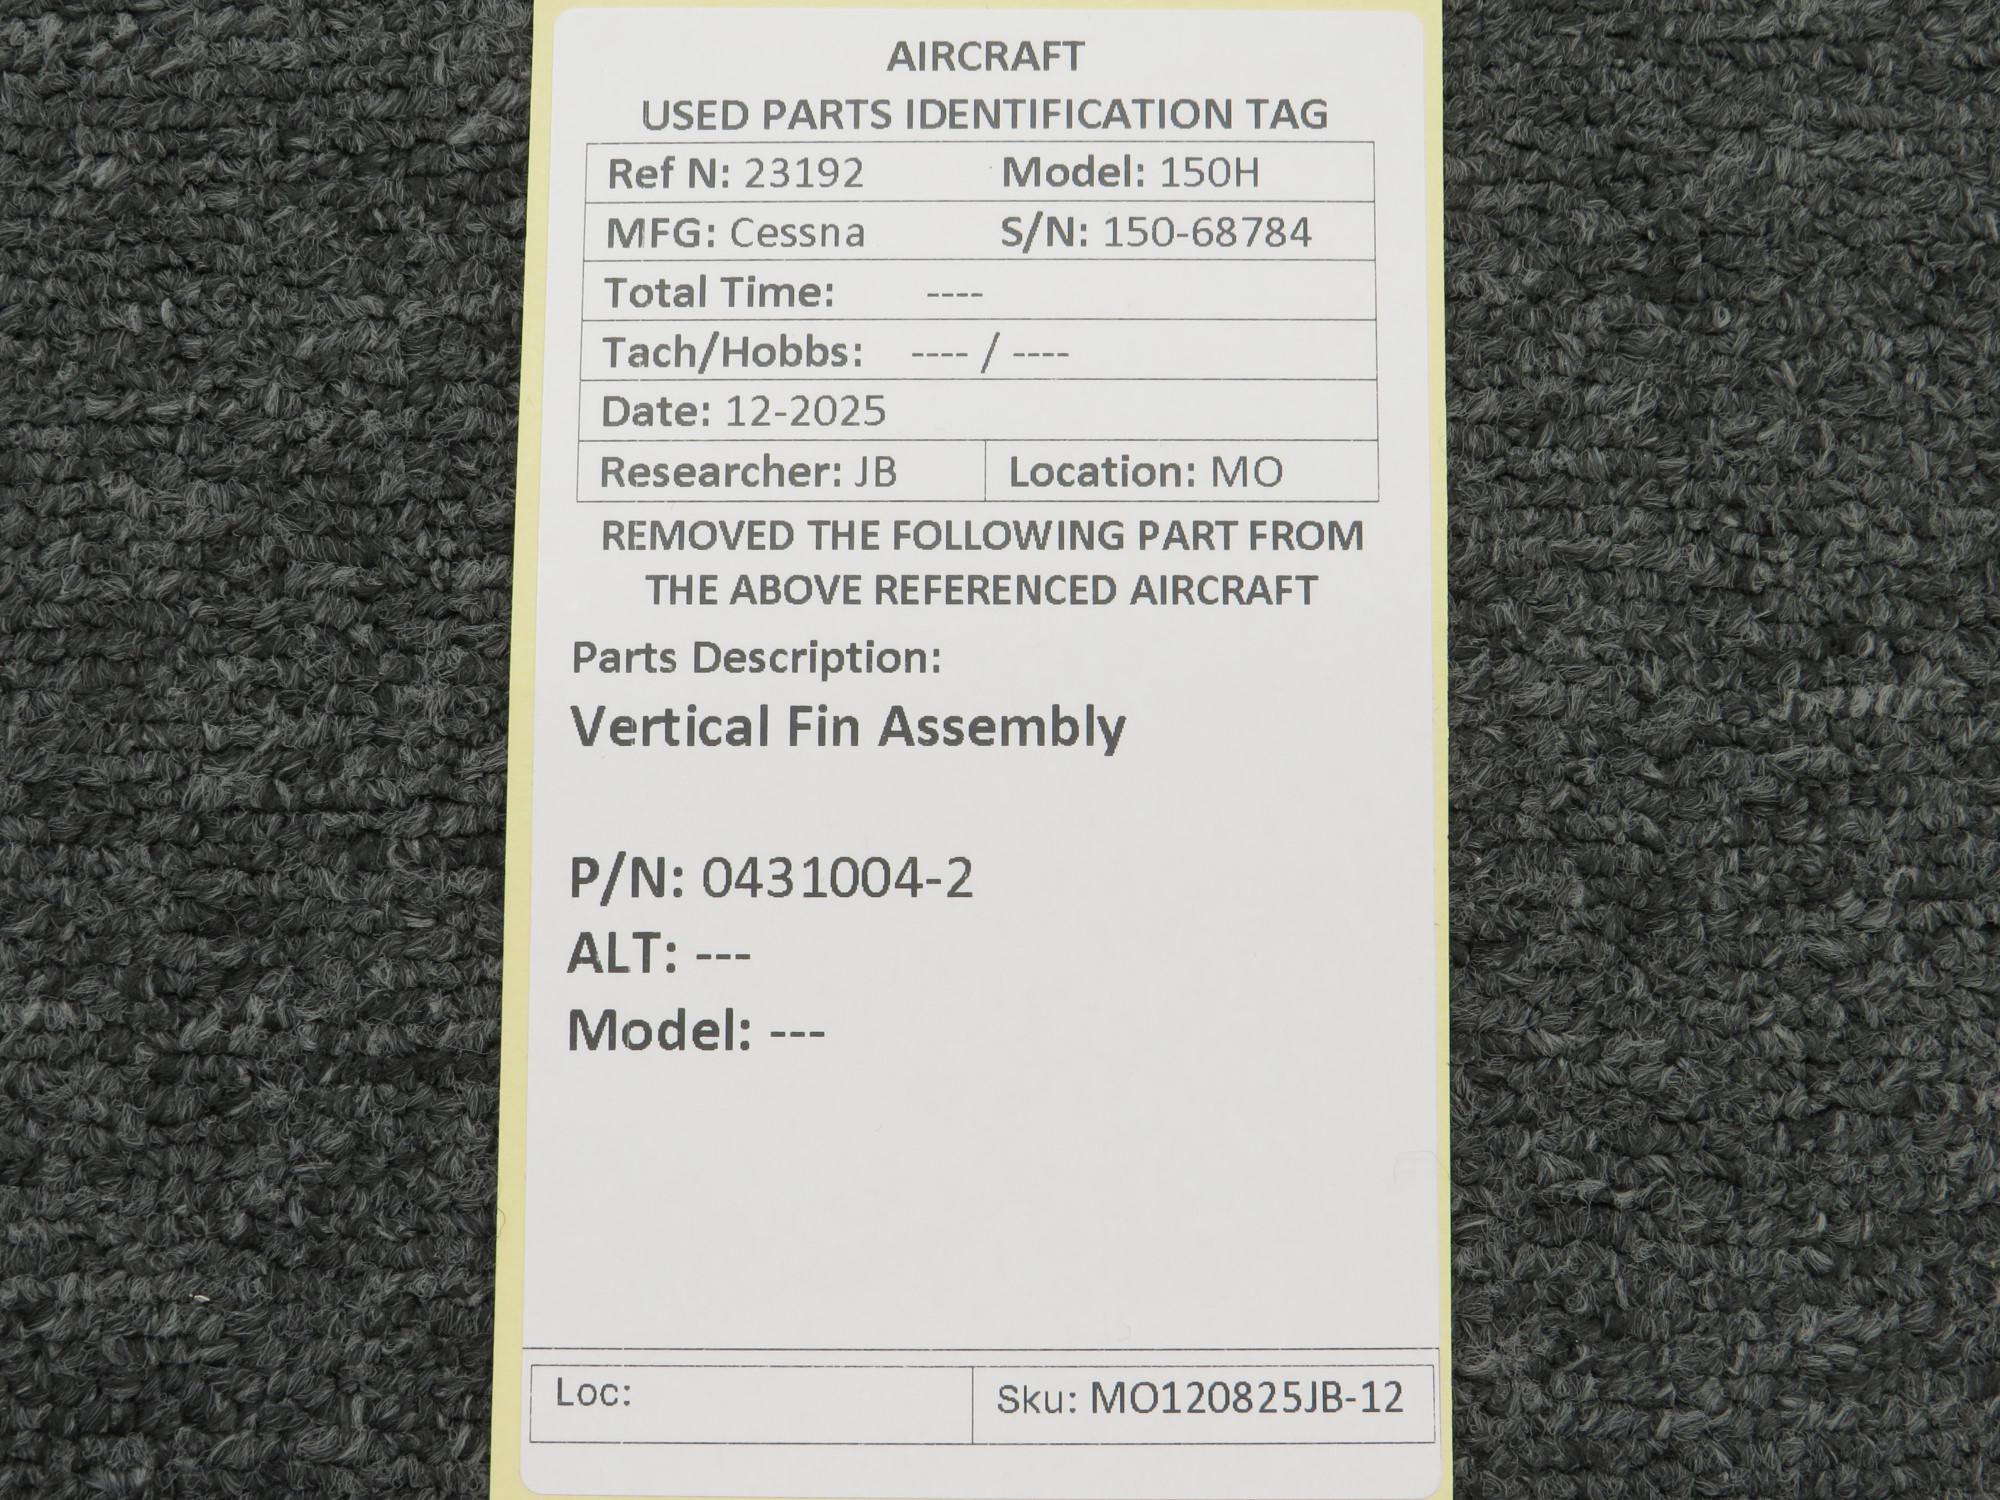 AIRCRAFT
USED PARTS IDENTIFICATION TAG
Ref N: 23192 Model: 150H
MFG: Cessna S/N: 150-68784
Total Time: ----
Tach/Hobbs: ---- / ----
Date: 12-2025
Researcher: JB Location: MO
REMOVED THE FOLLOWING PART FROM
THE ABOVE REFERENCED AIRCRAFT
Parts Description:
Vertical Fin Assembly
P/N: 0431004-2
ALT: ---
Model: ---
Loc: Sku: MO120825JB-12